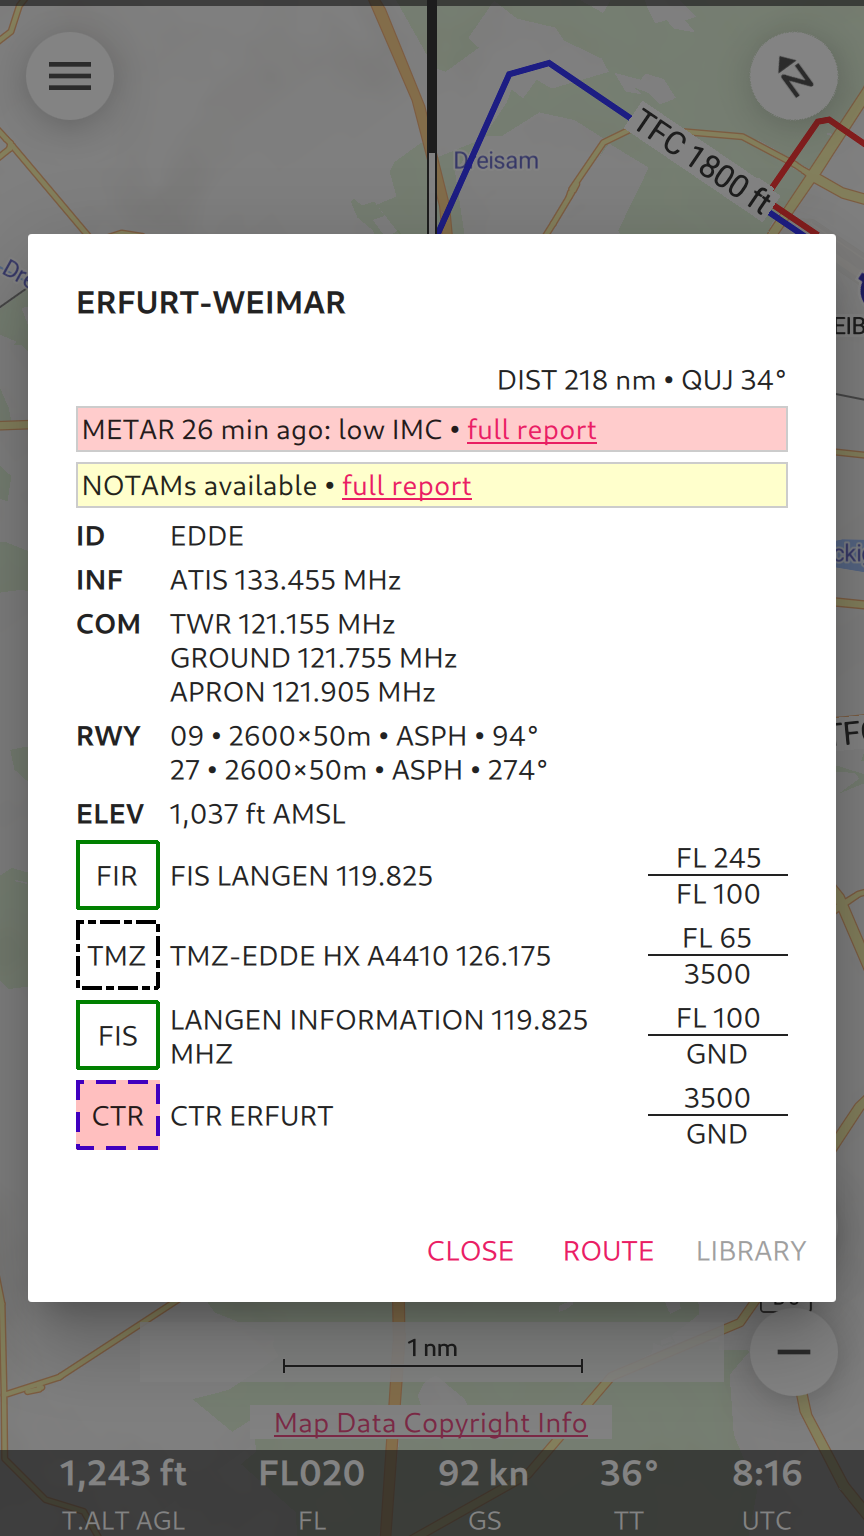 Dreisam
TFC 1800 ft
ERFURT-WEIMAR
DIST 218 nm • QUJ 34°
METAR 26 min ago: low IMC • full report
NOTAMs available • full report
ID EDDE
INF ATIS 133.455 MHz
COM TWR 121.155 MHz
GROUND 121.755 MHz
APRON 121.905 MHz
RWY 09 • 2600×50m • ASPH • 94°
27 • 2600×50m • ASPH • 274°
ELEV 1,037 ft AMSL
FIR FIS LANGEN 119.825 FL 245
FL 100
TMZ TMZ-EDDE HX A4410 126.175 FL 65
3500
FIS LANGEN INFORMATION 119.825 MHZ FL 100
GND
CTR CTR ERFURT 3500
GND
CLOSE ROUTE LIBRARY
1 nm
Map Data Copyright Info
1,243 ft FL020 92 kn 36° 8:16
T.ALT AGL FL GS TT UTC